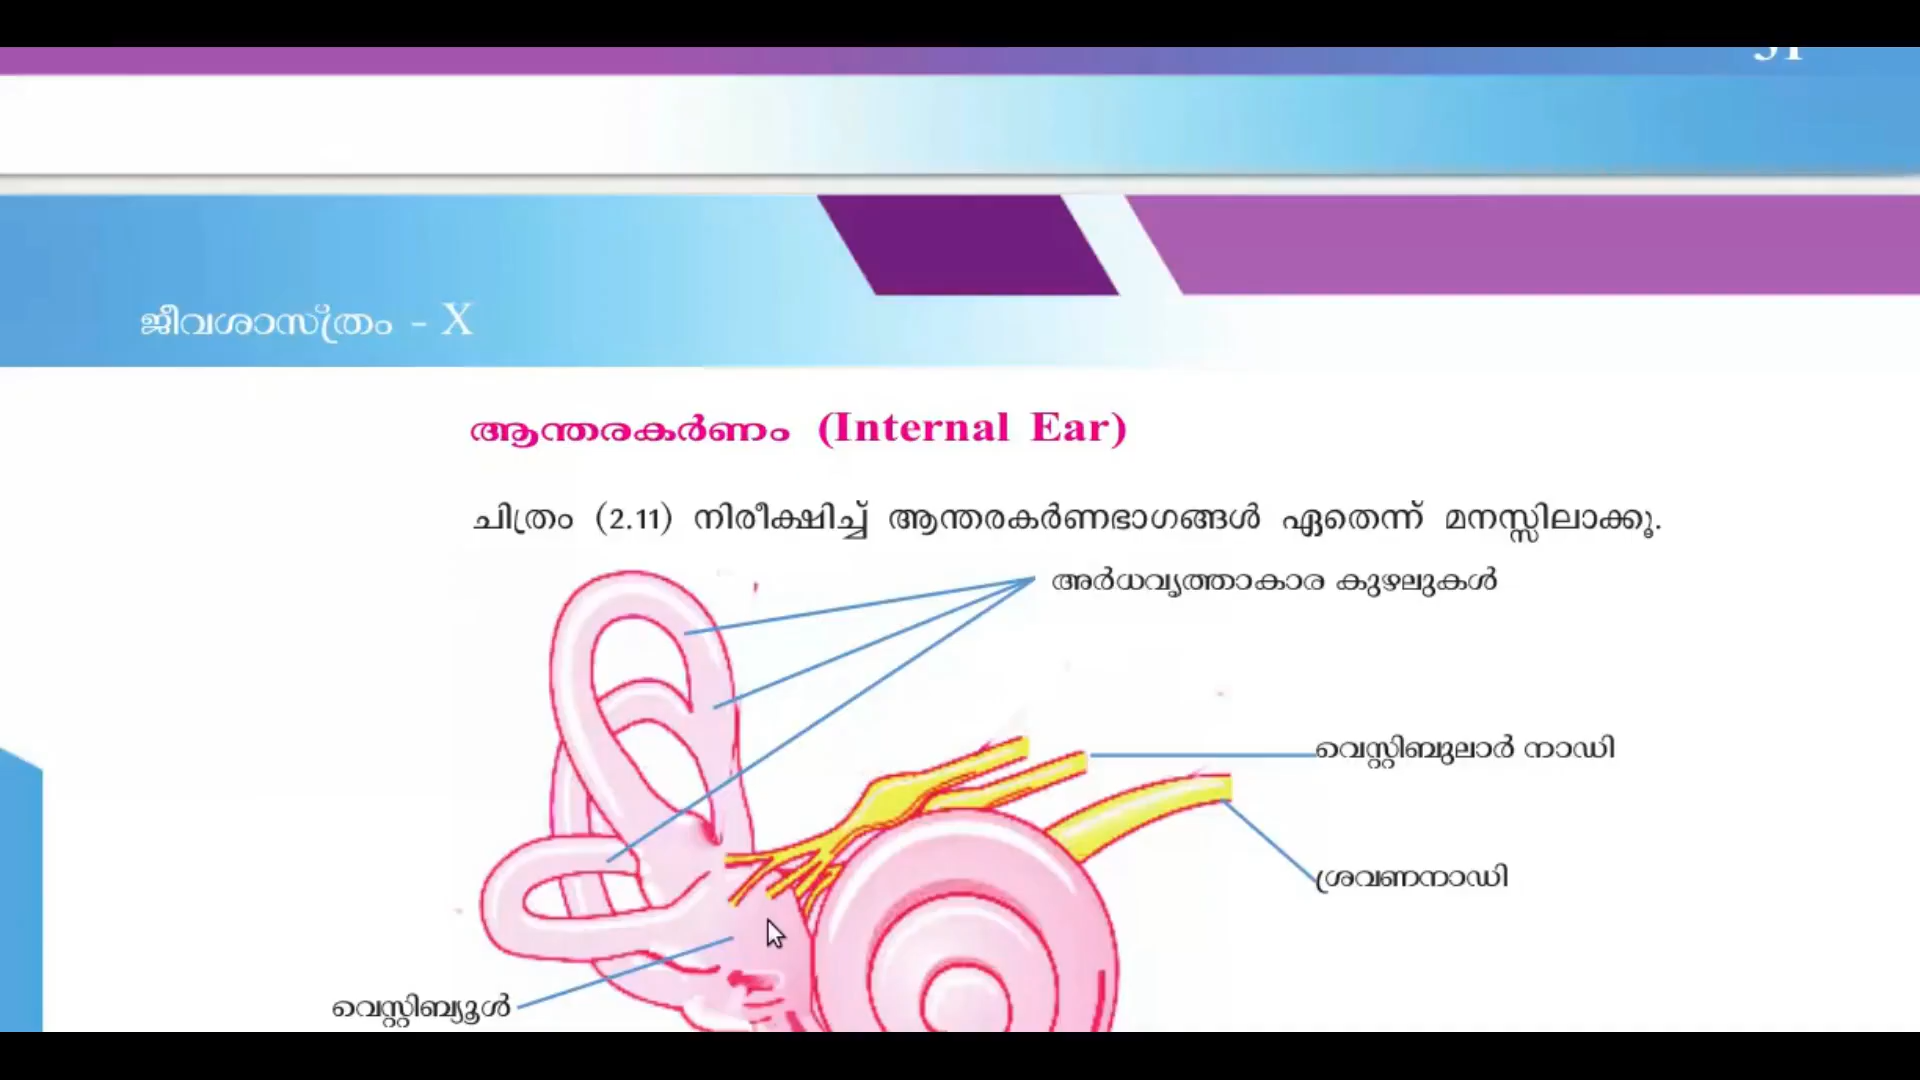 ജീവശാസ്ത്രം - X
ആന്തരകർണം (Internal Ear)
ചിത്രം (2.11) നിരീക്ഷിച്ച് ആന്തരകർണഭാഗങ്ങൾ ഏതെന്ന് മനസ്സിലാക്കൂ.
അർധവൃത്താകാര കുഴലുകൾ
വെസ്റ്റിബുലാർ നാഡി
ശ്രവണനാഡി
വെസ്റ്റിബ്യൂൾ